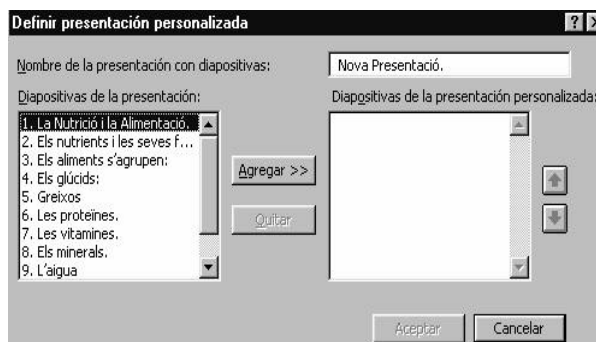 Definir presentación personalizada
Nombre de la presentación con diapositivas:
Nova Presentació.
Diapositivas de la presentación:
Diapositivas de la presentación personalizada:
1. La Nutrició i la Alimentació.
2. Els nutrients i les seves f...
3. Els aliments s'agrupen:
4. Els glúcids:
5. Greixos
6. Les proteïnes.
7. Les vitamines.
8. Els minerals.
9. L'aigua
Agregar >>
Quitar
Aceptar
Cancelar